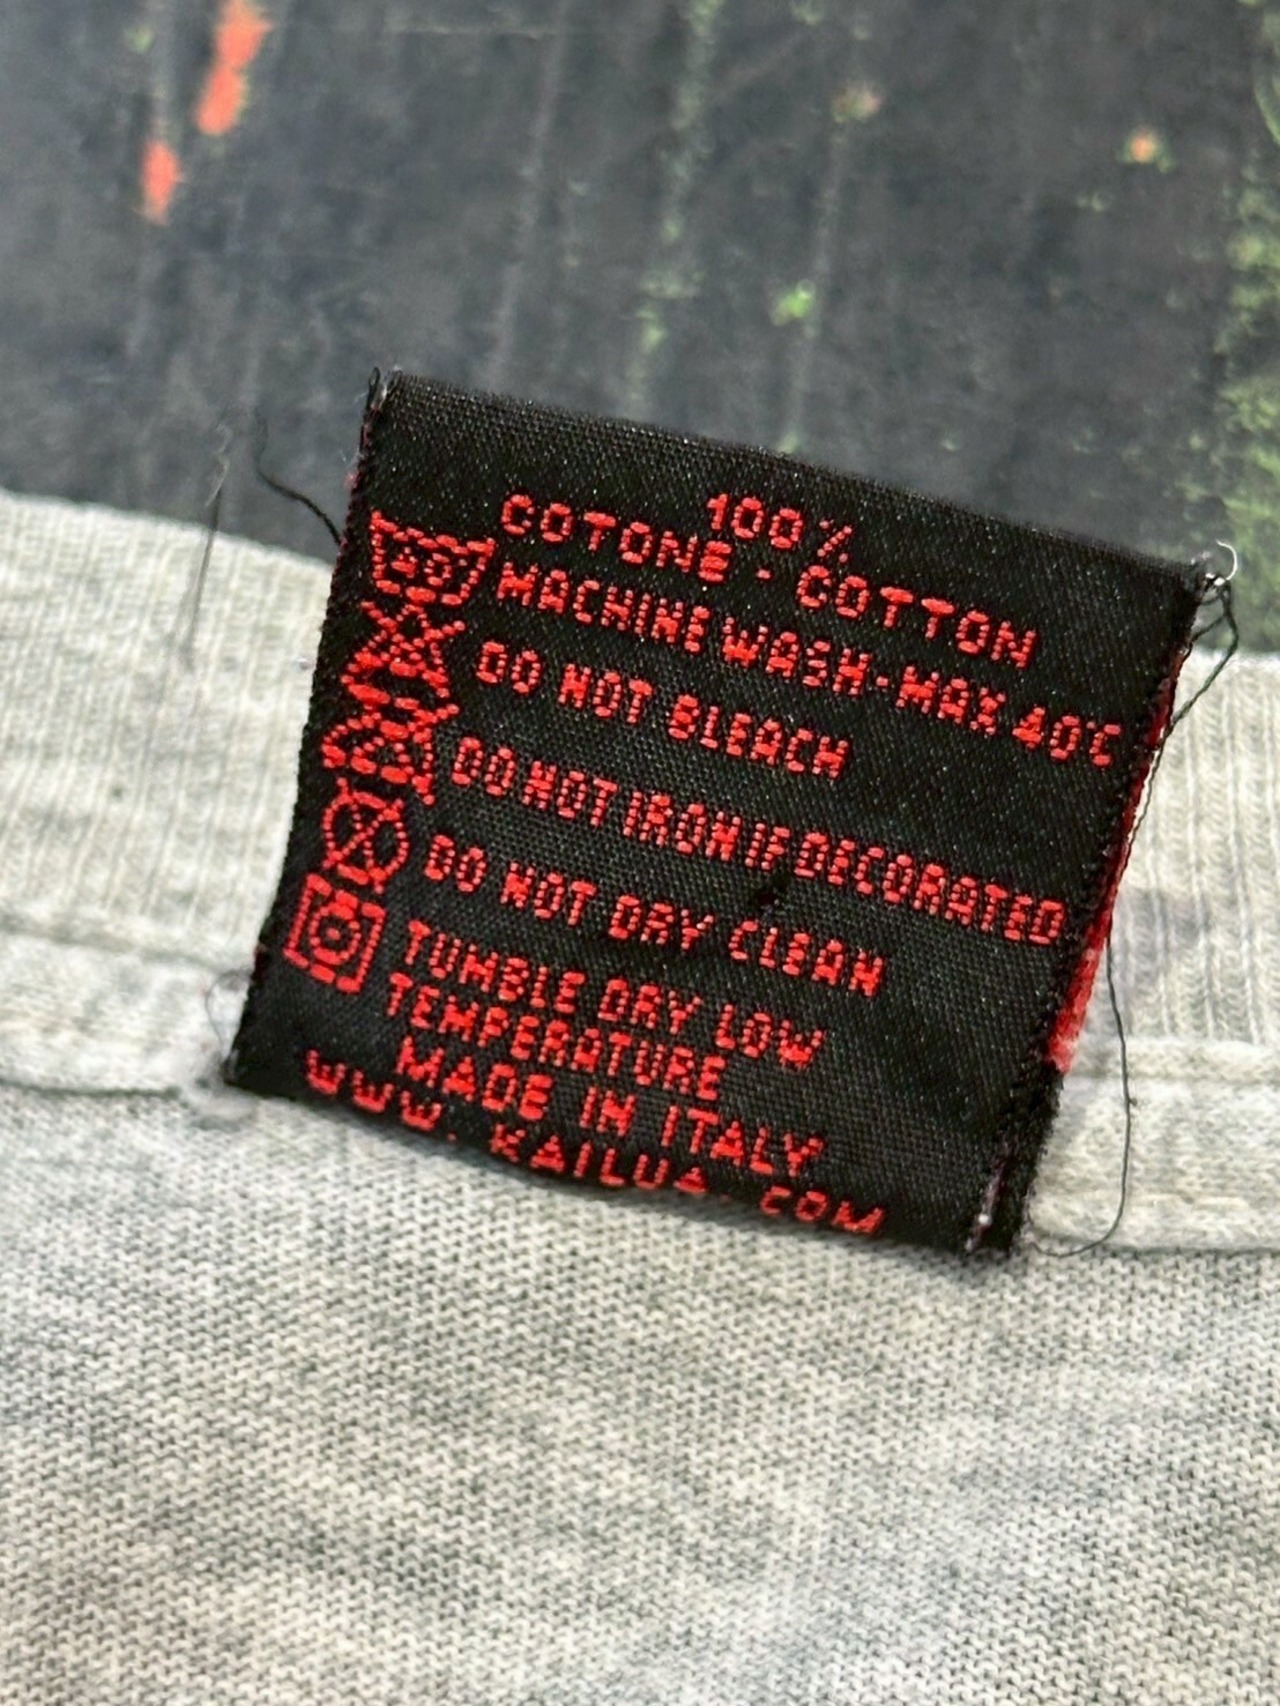 100%
COTONE - COTTON
MACHINE WASH-MAX 40°C
DO NOT BLEACH
DO NOT IRON IF DECORATED
DO NOT DRY CLEAN
TUMBLE DRY LOW
TEMPERATURE
MADE IN ITALY
WWW. KAILUA. COM